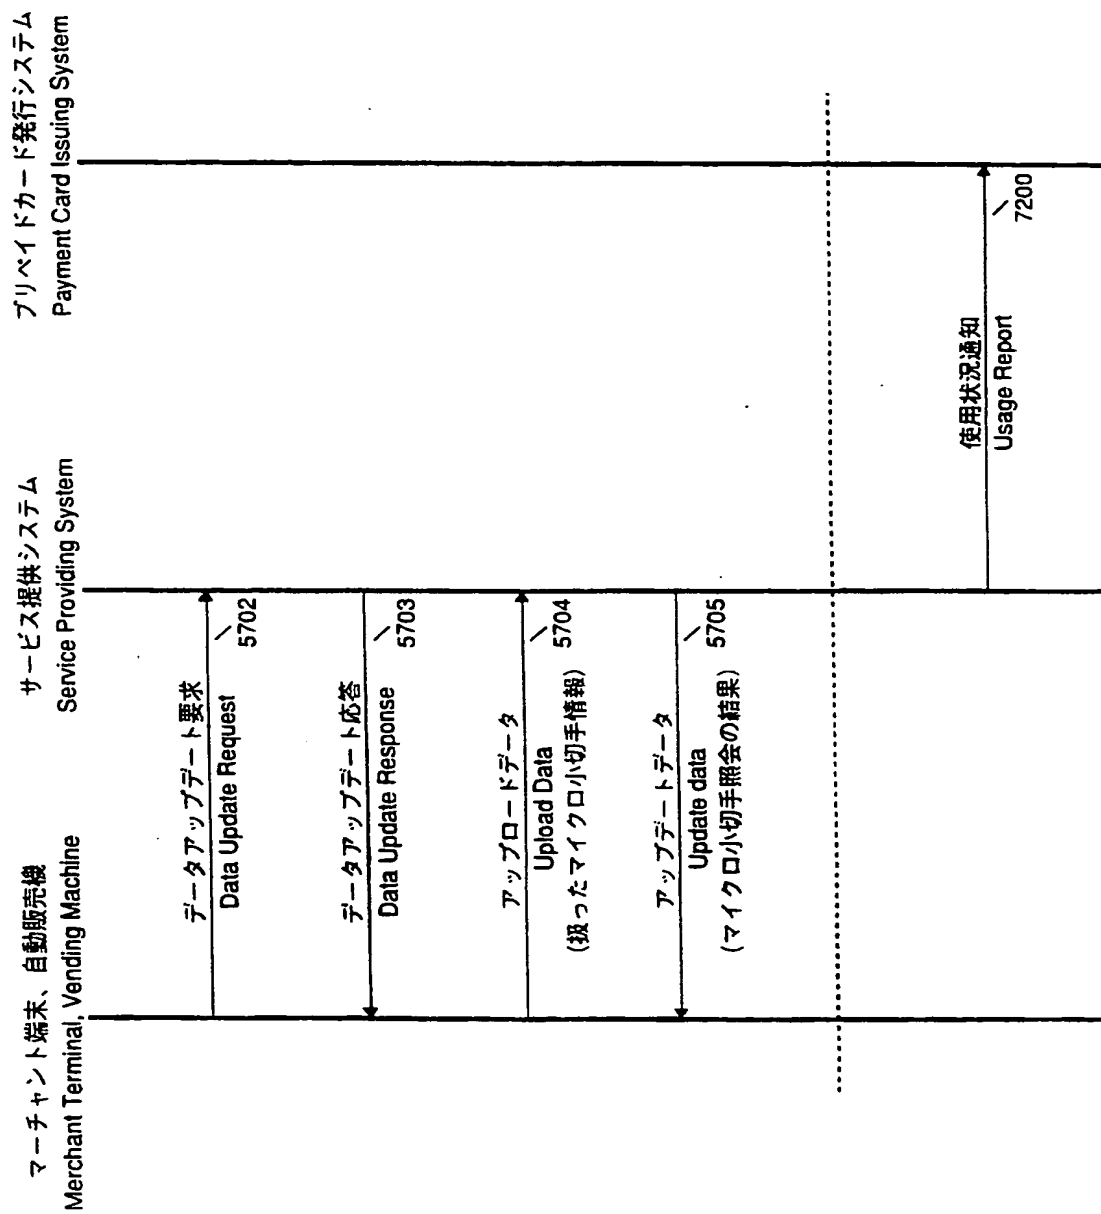 マーチャント端末、自動販売機
Merchant Terminal, Vending Machine
サービス提供システム
Service Providing System
プリペイドカード発行システム
Payment Card Issuing System
データアップデート要求
Data Update Request
5702
データアップデート応答
Data Update Response
5703
アップロードデータ
Upload Data
(扱ったマイクロ小切手情報)
5704
アップデートデータ
Update data
(マイクロ小切手照会の結果)
5705
使用状況通知
Usage Report
7200